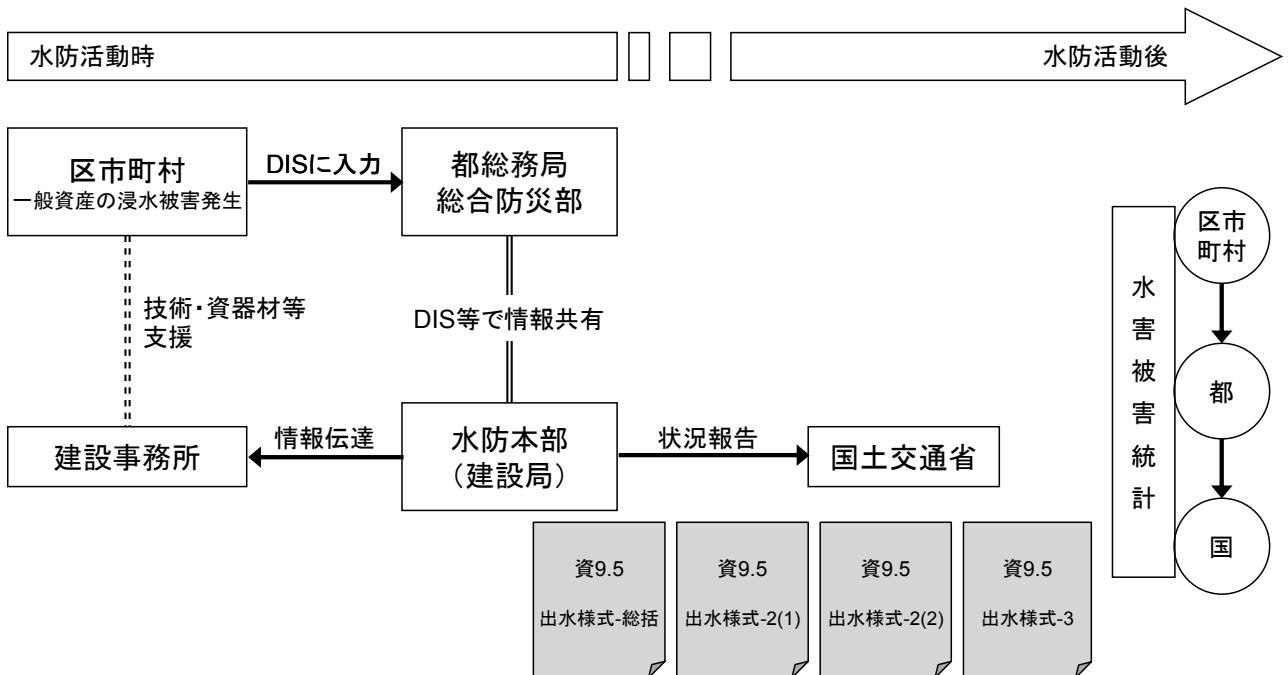 水防活動時
水防活動後
区市町村
一般資産の浸水被害発生
DISに入力
都総務局
総合防災部
技術・資器材等
支援
DIS等で情報共有
建設事務所
情報伝達
水防本部
（建設局）
状況報告
国土交通省
資9.5
出水様式-総括
資9.5
出水様式-2(1)
資9.5
出水様式-2(2)
資9.5
出水様式-3
水害被害統計
区市
町村
都
国